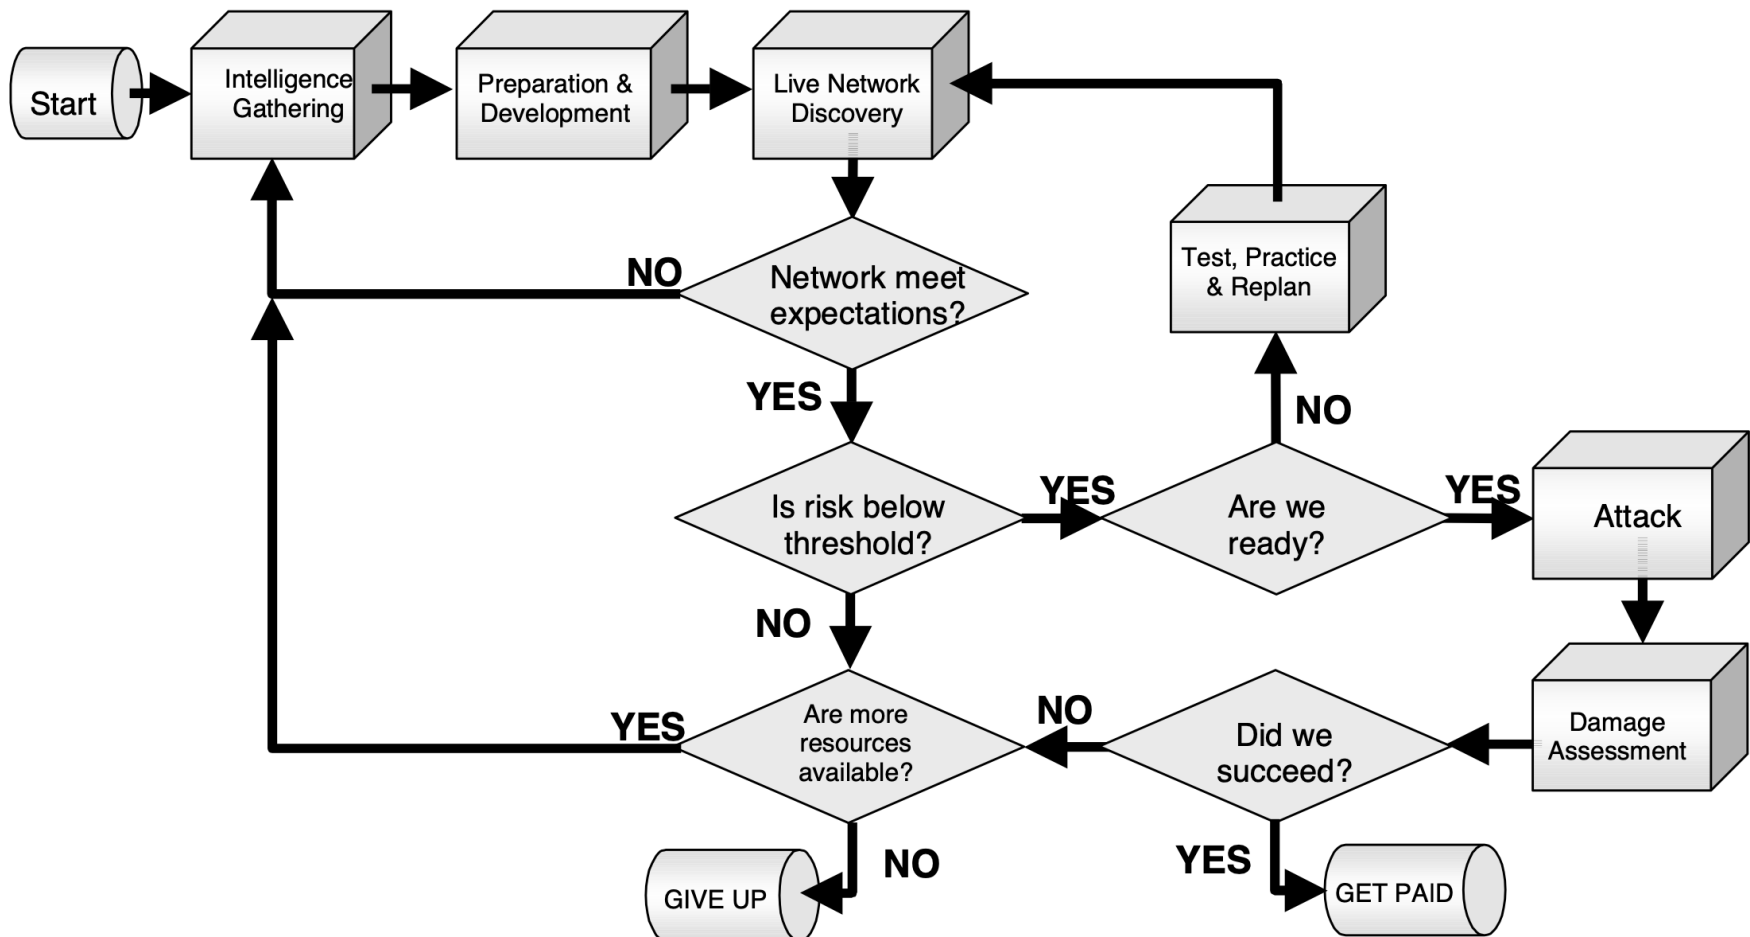 Start
Intelligence
Gathering
Preparation &
Development
Live Network
Discovery
Test, Practice
& Replan
NO
Network meet
expectations?
YES
NO
Is risk below
threshold?
YES
Are we
ready?
YES
Attack
NO
Are more
resources
available?
YES
NO
Did we
succeed?
Damage
Assessment
NO
GIVE UP
YES
GET PAID